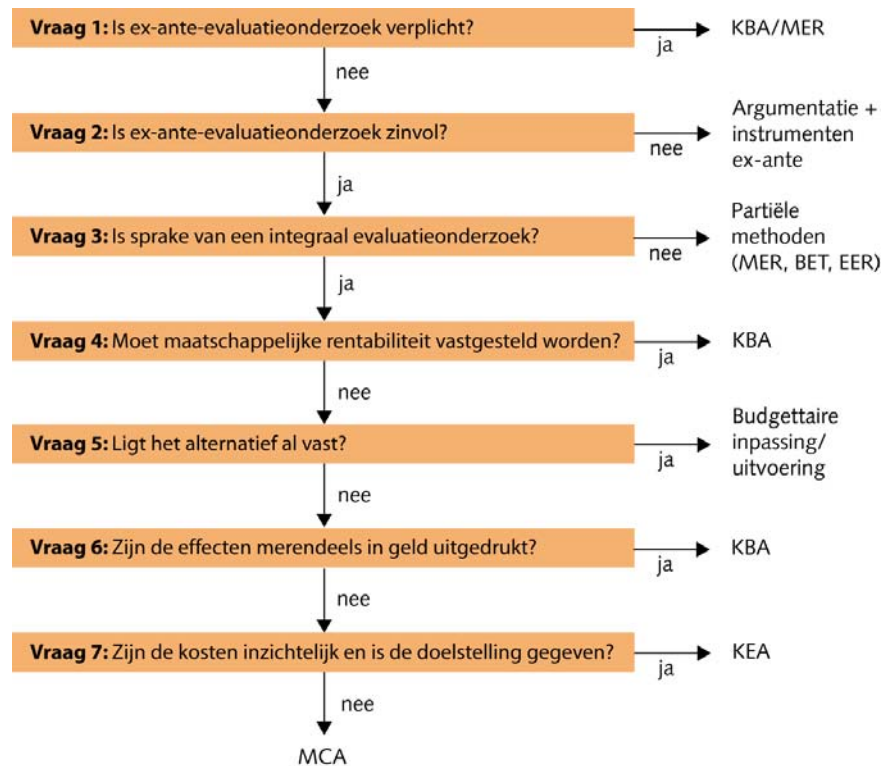 Vraag 1: Is ex-ante-evaluatieonderzoek verplicht?
ja
KBA/MER
nee
Vraag 2: Is ex-ante-evaluatieonderzoek zinvol?
nee
Argumentatie +
instrumenten
ex-ante
ja
Vraag 3: Is sprake van een integraal evaluatieonderzoek?
nee
Partiële
methoden
(MER, BET, EER)
ja
Vraag 4: Moet maatschappelijke rentabiliteit vastgesteld worden?
ja
KBA
nee
Vraag 5: Ligt het alternatief al vast?
ja
Budgettaire
inpassing/
uitvoering
nee
Vraag 6: Zijn de effecten merendeels in geld uitgedrukt?
ja
KBA
nee
Vraag 7: Zijn de kosten inzichtelijk en is de doelstelling gegeven?
ja
KEA
nee
MCA